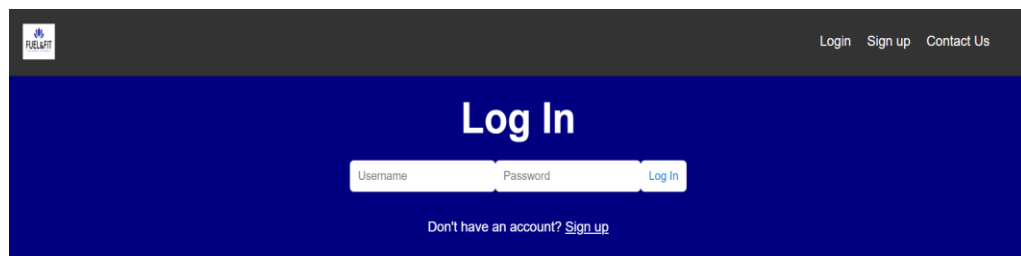 FUEL&FIT
Login Sign up Contact Us
Log In
Username Password Log In
Don't have an account? Sign up